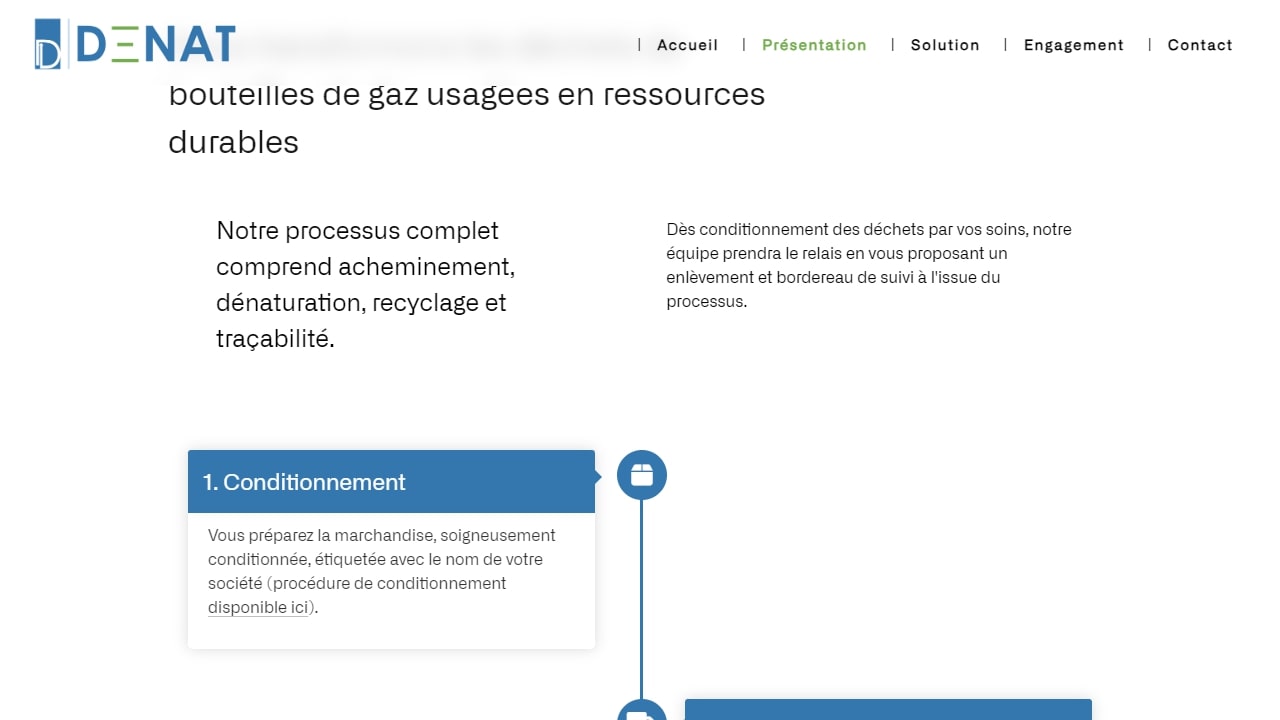 DENAT
Accueil
Présentation
Solution
Engagement
Contact
bouteilles de gaz usagées en ressources
durables
Notre processus complet
comprend acheminement,
dénaturation, recyclage et
traçabilité.
Dès conditionnement des déchets par vos soins, notre
équipe prendra le relais en vous proposant un
enlèvement et bordereau de suivi à l'issue du
processus.
1. Conditionnement
Vous préparez la marchandise, soigneusement
conditionnée, étiquetée avec le nom de votre
société (procédure de conditionnement
disponible ici).